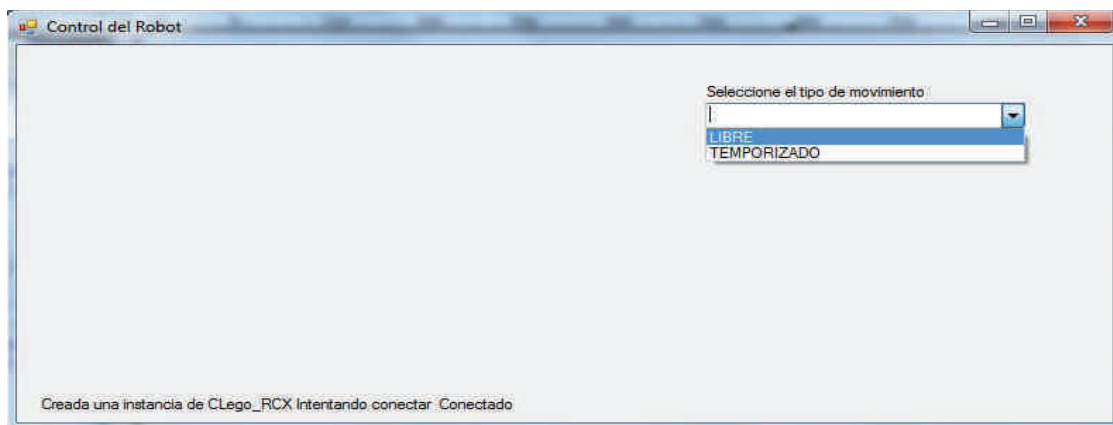 Control del Robot
Seleccione el tipo de movimiento
LIBRE
TEMPORIZADO
Creada una instancia de CLego_RCX Intentando conectar Conectado